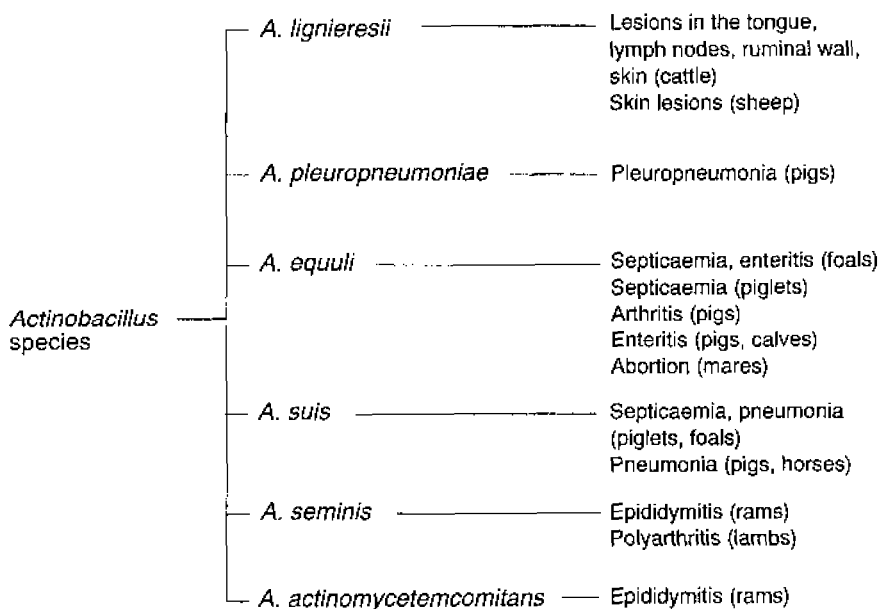 A. lignieresii
Lesions in the tongue,
lymph nodes, ruminal wall,
skin (cattle)
Skin lesions (sheep)
A. pleuropneumoniae
Pleuropneumonia (pigs)
A. equuli
Septicaemia, enteritis (foals)
Septicaemia (piglets)
Arthritis (pigs)
Enteritis (pigs, calves)
Abortion (mares)
Actinobacillus
species
A. suis
Septicaemia, pneumonia
(piglets, foals)
Pneumonia (pigs, horses)
A. seminis
Epididymitis (rams)
Polyarthritis (lambs)
A. actinomycetemcomitans
Epididymitis (rams)